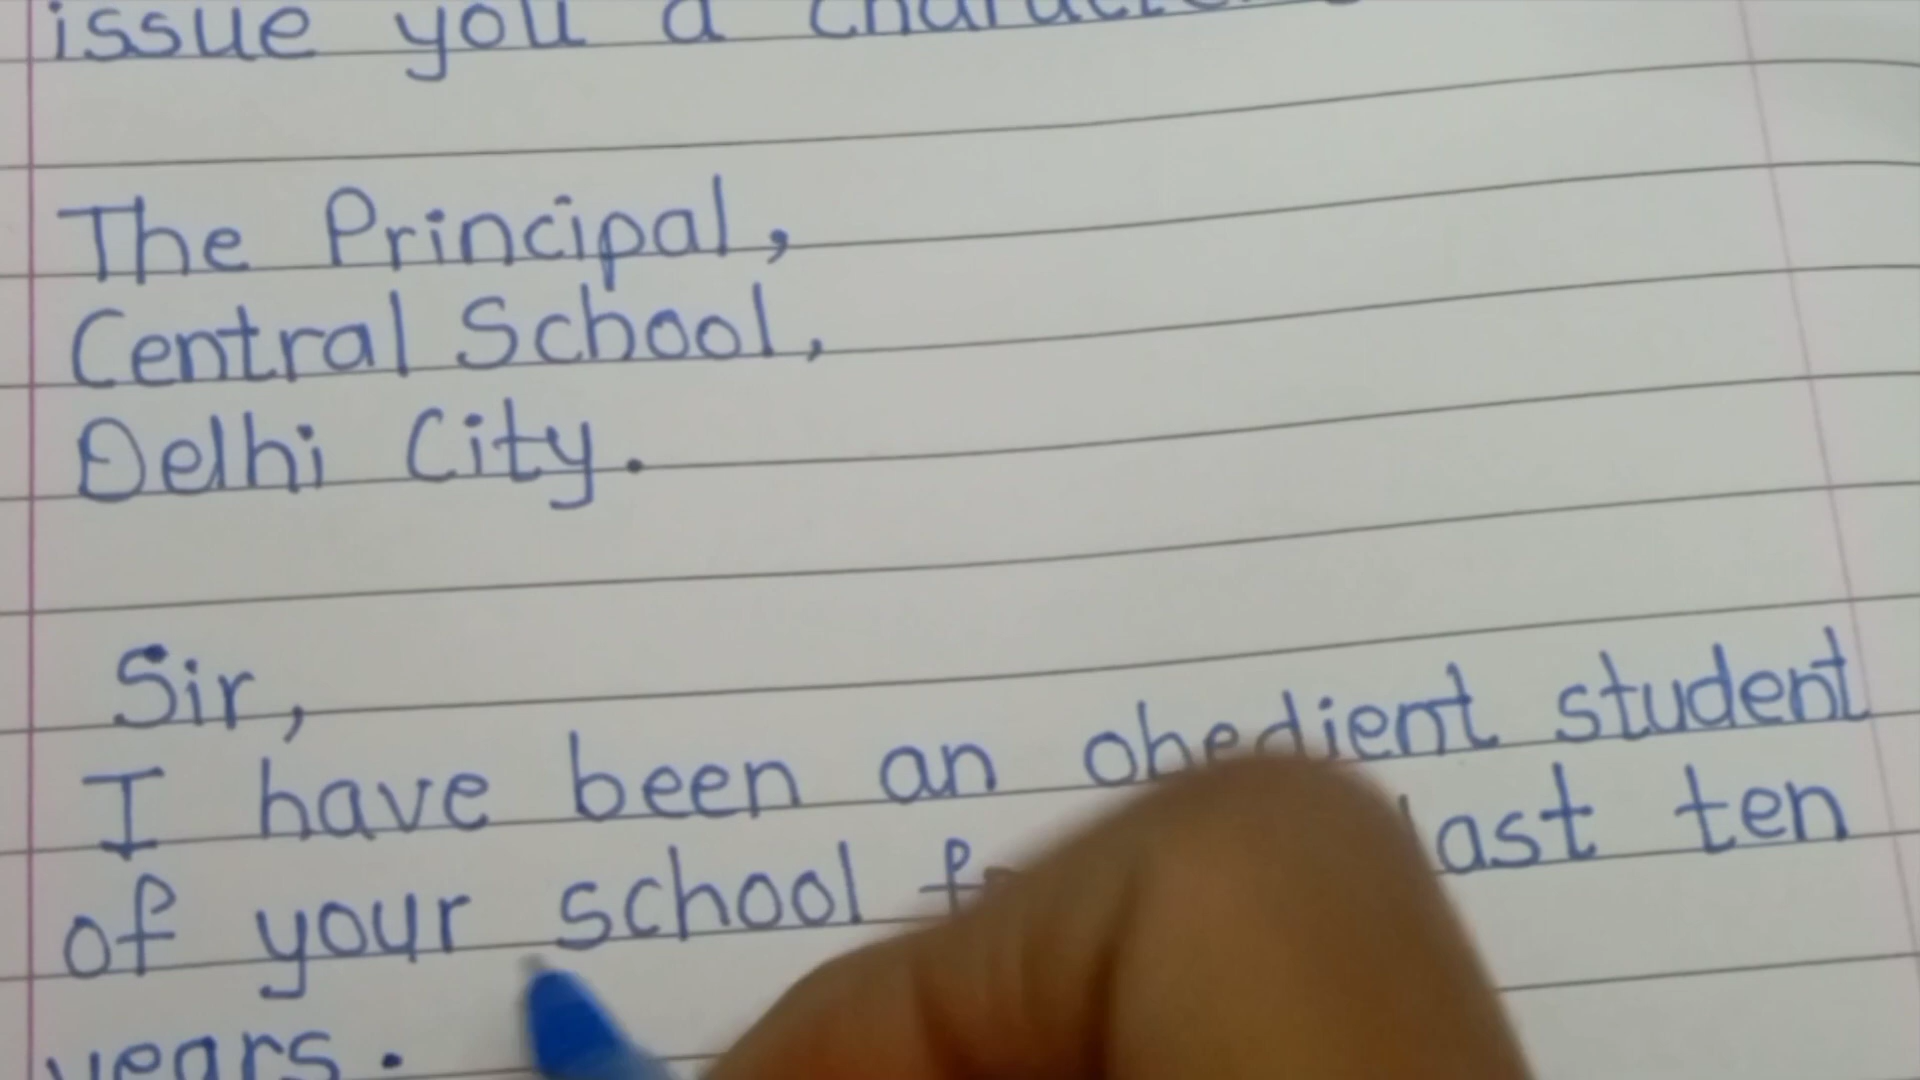 issue you a
The Principal,
Central School,
Delhi City.
Sir,
I have been an obedient student
of your school last ten
years.